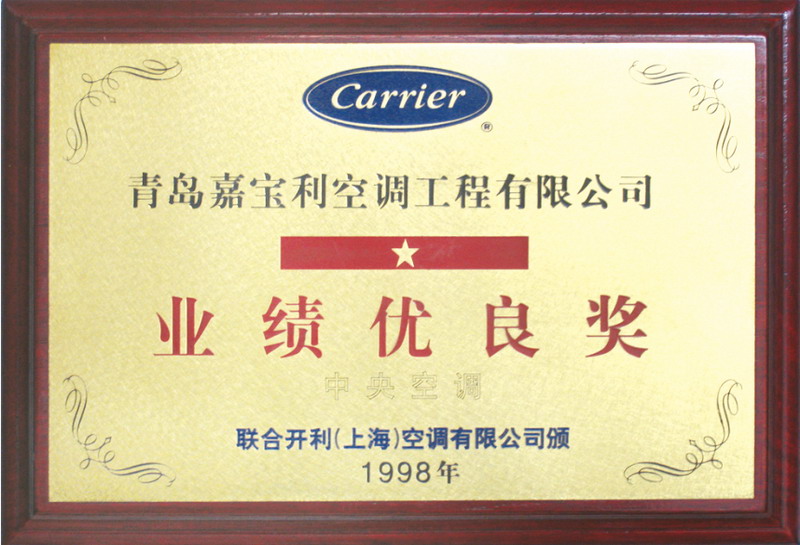 Carrier
青岛嘉宝利空调工程有限公司
业绩优良奖
中央空调
联合开利(上海)空调有限公司颁
1998年